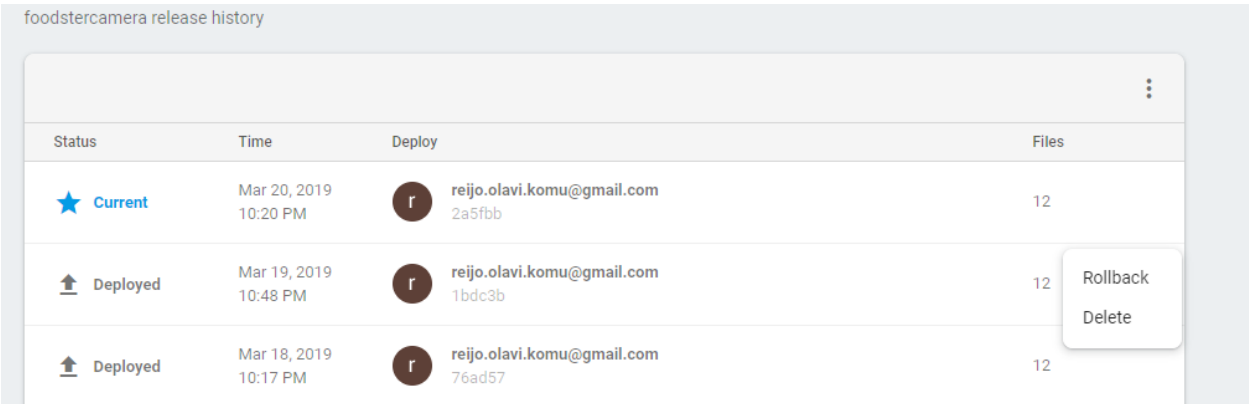 foodstercamera release history
Status Time Deploy Files
Current Mar 20, 2019 10:20 PM r reijo.olavi.komu@gmail.com 2a5fbb 12
Deployed Mar 19, 2019 10:48 PM r reijo.olavi.komu@gmail.com 1bdc3b 12
Rollback
Delete
Deployed Mar 18, 2019 10:17 PM r reijo.olavi.komu@gmail.com 76ad57 12